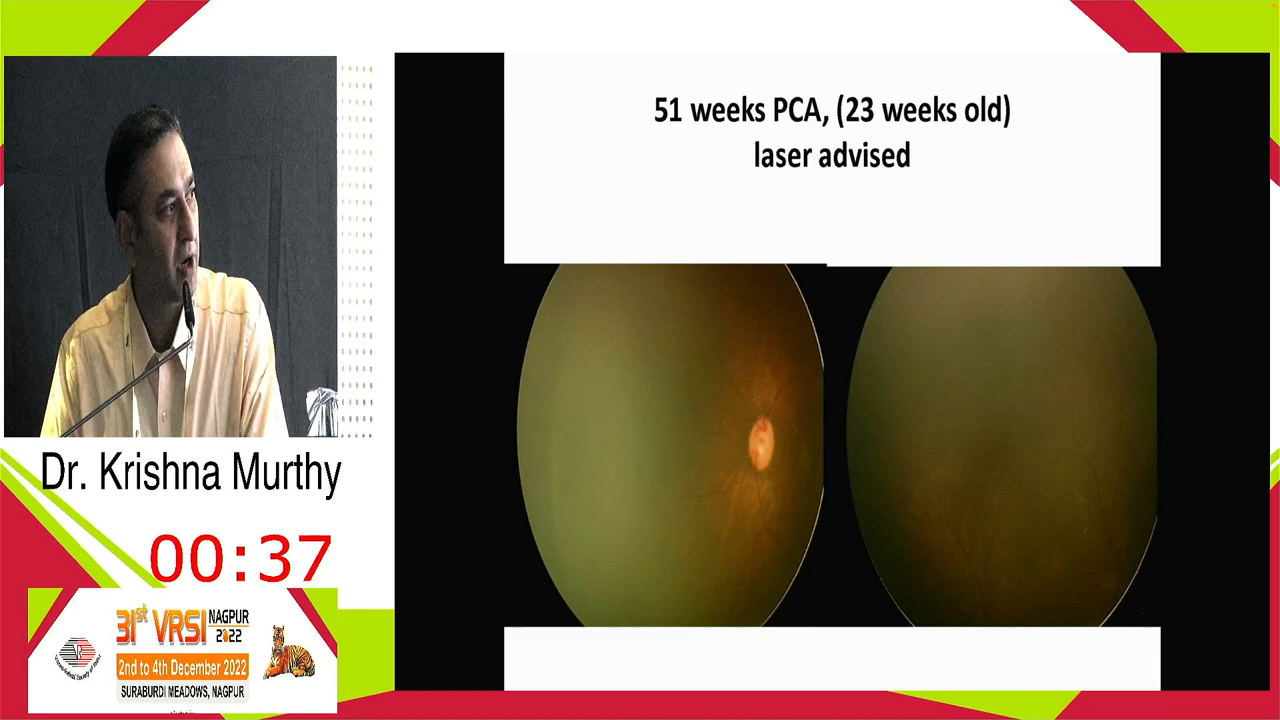 51 weeks PCA, (23 weeks old)
laser advised
Dr. Krishna Murthy
00:37
31st VRSI NAGPUR 2022
2nd to 4th December 2022
SURABURDI MEADOWS, NAGPUR